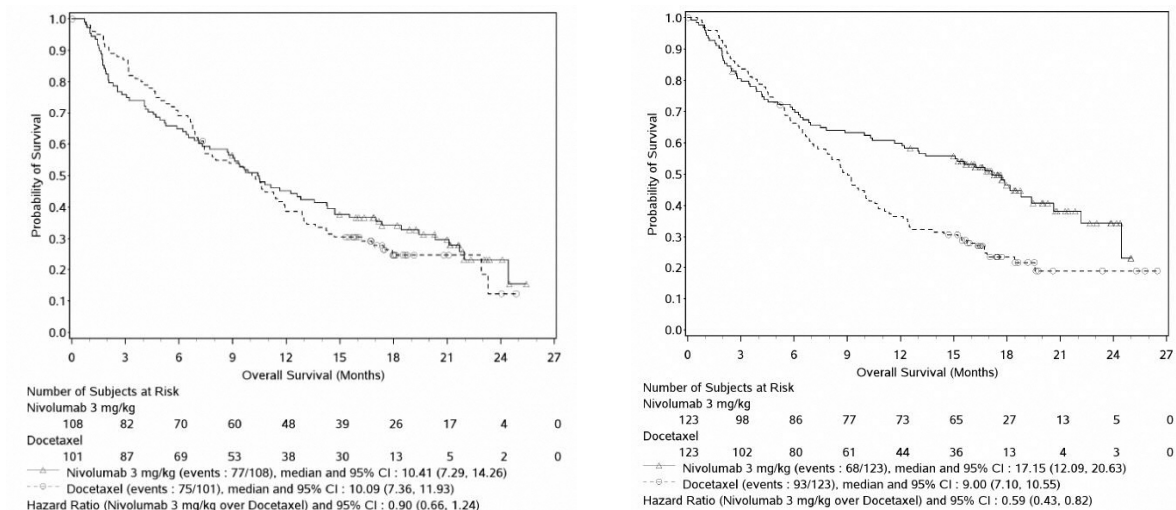 1.0
0.9
0.8
0.7
0.6
0.5
0.4
0.3
0.2
0.1
0.0
Probability of Survival
0 3 6 9 12 15 18 21 24 27
Overall Survival (Months)
Number of Subjects at Risk
Nivolumab 3 mg/kg
108 82 70 60 48 39 26 17 4 0
Docetaxel
101 87 69 53 38 30 13 5 2 0
Nivolumab 3 mg/kg (events : 77/108), median and 95% CI : 10.41 (7.29, 14.26)
Docetaxel (events : 75/101), median and 95% CI : 10.09 (7.36, 11.93)
Hazard Ratio (Nivolumab 3 mg/kg over Docetaxel) and 95% CI : 0.90 (0.66, 1.24)
1.0
0.9
0.8
0.7
0.6
0.5
0.4
0.3
0.2
0.1
0.0
Probability of Survival
0 3 6 9 12 15 18 21 24 27
Overall Survival (Months)
Number of Subjects at Risk
Nivolumab 3 mg/kg
123 98 86 77 73 65 27 13 5 0
Docetaxel
123 102 80 61 44 36 13 4 3 0
Nivolumab 3 mg/kg (events : 68/123), median and 95% CI : 17.15 (12.09, 20.63)
Docetaxel (events : 93/123), median and 95% CI : 9.00 (7.10, 10.55)
Hazard Ratio (Nivolumab 3 mg/kg over Docetaxel) and 95% CI : 0.59 (0.43, 0.82)